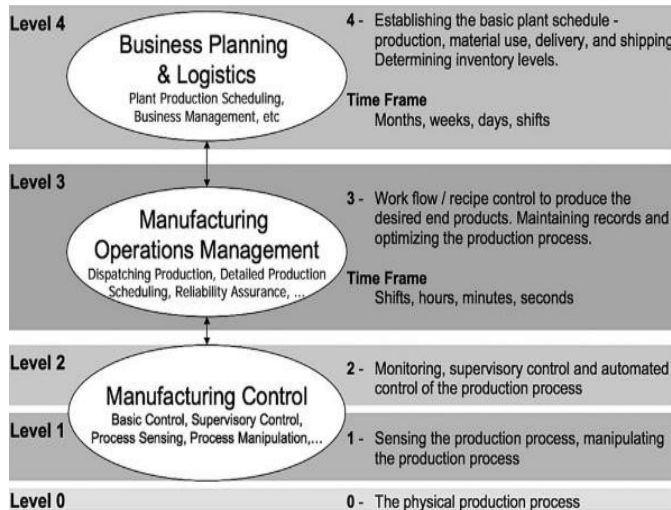 Level 4
Business Planning
& Logistics
Plant Production Scheduling,
Business Management, etc
4 - Establishing the basic plant schedule -
production, material use, delivery, and shipping
Determining inventory levels.
Time Frame
Months, weeks, days, shifts
Level 3
Manufacturing
Operations Management
Dispatching Production, Detailed Production
Scheduling, Reliability Assurance, ...
3 - Work flow / recipe control to produce the
desired end products. Maintaining records and
optimizing the production process.
Time Frame
Shifts, hours, minutes, seconds
Level 2
Manufacturing Control
Basic Control, Supervisory Control,
Process Sensing, Process Manipulation,...
2 - Monitoring, supervisory control and automated
control of the production process
Level 1
1 - Sensing the production process, manipulating
the production process
Level 0
0 - The physical production process